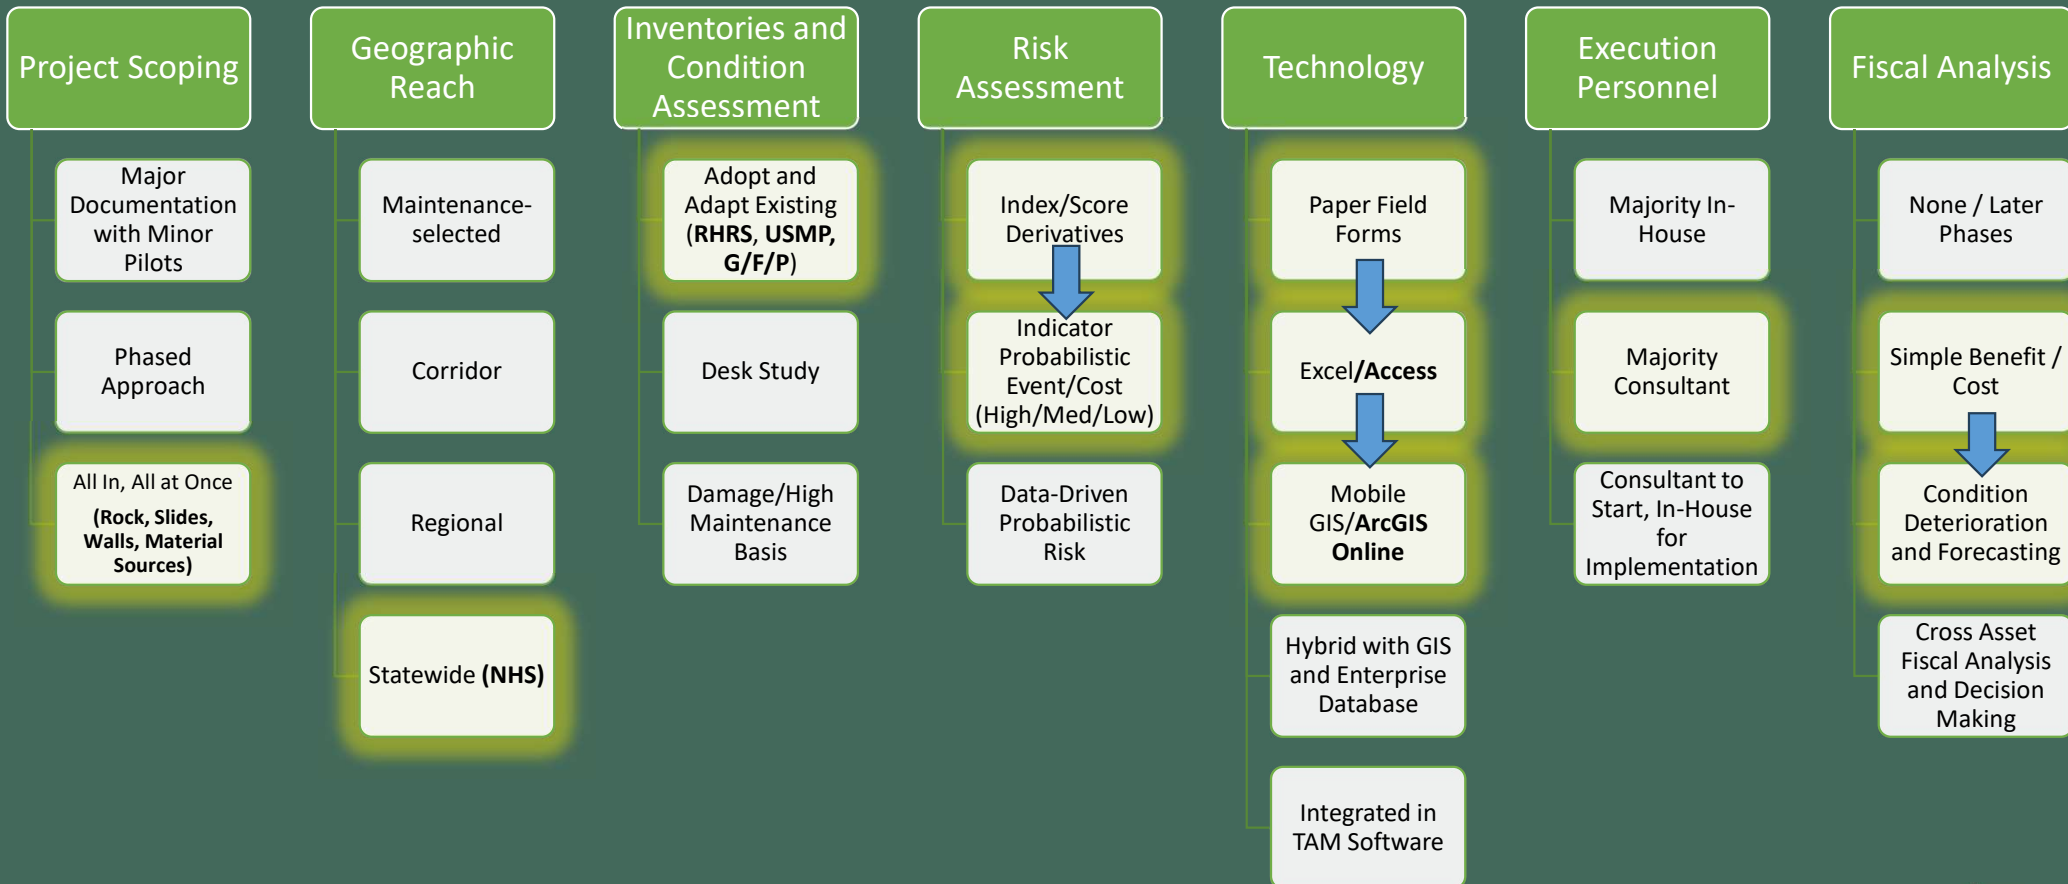 Project Scoping
Major
Documentation
with Minor
Pilots
Phased
Approach
All In, All at Once
(Rock, Slides,
Walls, Material
Sources)
Geographic
Reach
Maintenance-
selected
Corridor
Regional
Statewide (NHS)
Inventories and
Condition
Assessment
Adopt and
Adapt Existing
(RHRS, USMP,
G/F/P)
Desk Study
Damage/High
Maintenance
Basis
Risk
Assessment
Index/Score
Derivatives
Indicator
Probabilistic
Event/Cost
(High/Med/Low)
Data-Driven
Probabilistic
Risk
Technology
Paper Field
Forms
Excel/Access
Mobile
GIS/ArcGIS
Online
Hybrid with GIS
and Enterprise
Database
Integrated in
TAM Software
Execution
Personnel
Majority In-
House
Majority
Consultant
Consultant to
Start, In-House
for
Implementation
Fiscal Analysis
None / Later
Phases
Simple Benefit /
Cost
Condition
Deterioration
and Forecasting
Cross Asset
Fiscal Analysis
and Decision
Making